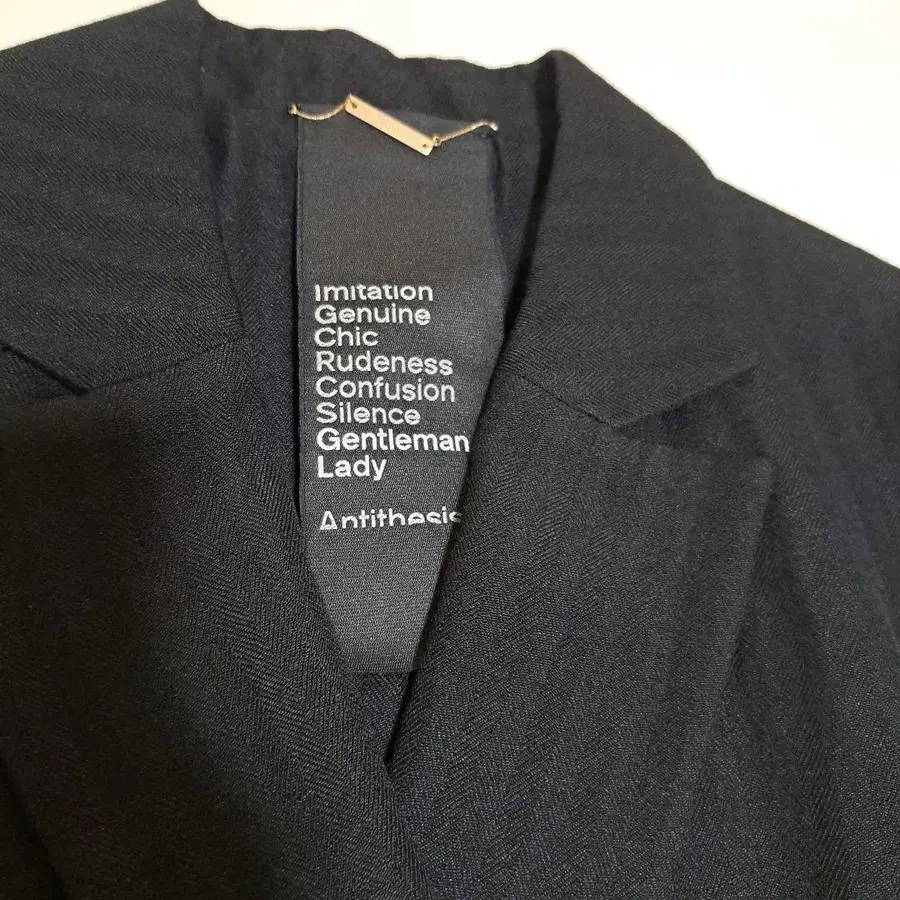 Imitation
Genuine
Chic
Rudeness
Confusion
Silence
Gentleman
Lady
Antithesis